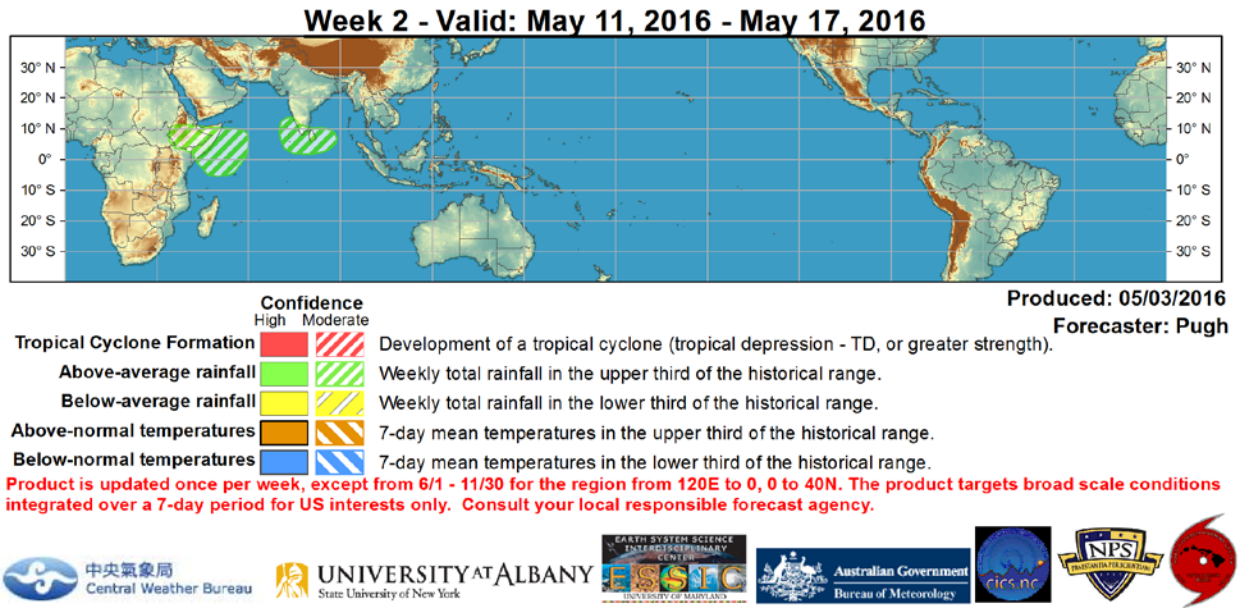 Week 2 - Valid: May 11, 2016 - May 17, 2016
30° N
20° N
10° N
0°
10° S
20° S
30° S
30° N
20° N
10° N
0°
10° S
20° S
30° S
Produced: 05/03/2016
Forecaster: Pugh
Confidence
High Moderate
Tropical Cyclone Formation Development of a tropical cyclone (tropical depression - TD, or greater strength).
Above-average rainfall Weekly total rainfall in the upper third of the historical range.
Below-average rainfall Weekly total rainfall in the lower third of the historical range.
Above-normal temperatures 7-day mean temperatures in the upper third of the historical range.
Below-normal temperatures 7-day mean temperatures in the lower third of the historical range.
Product is updated once per week, except from 6/1 - 11/30 for the region from 120E to 0, 0 to 40N. The product targets broad scale conditions
integrated over a 7-day period for US interests only. Consult your local responsible forecast agency.
中央氣象局
Central Weather Bureau
UNIVERSITY AT ALBANY
State University of New York
EARTH SYSTEM SCIENCE
INTERDISCIPLINARY
CENTER
ESSIC
UNIVERSITY OF MARYLAND
Australian Government
Bureau of Meteorology
cics.nc
NPS
PRAESTANTIA PER SCIENTIAM